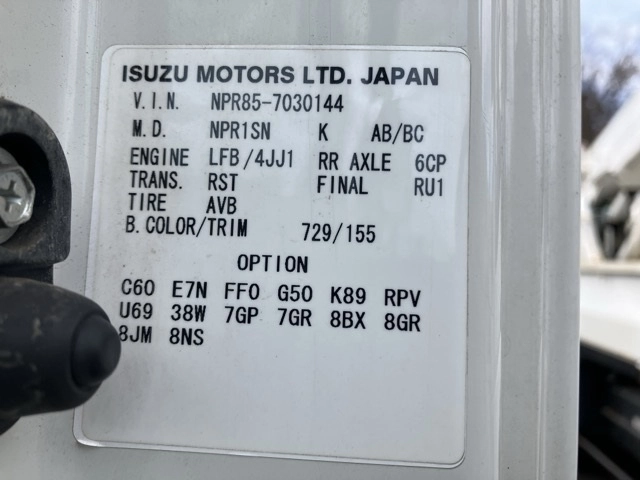 ISUZU MOTORS LTD. JAPAN
V.I.N. NPR85-7030144
M.D. NPR1SN K AB/BC
ENGINE LFB/4JJ1 RR AXLE 6CP
TRANS. RST FINAL RU1
TIRE AVB
B.COLOR/TRIM 729/155
OPTION
C60 E7N FF0 G50 K89 RPV
U69 38W 7GP 7GR 8BX 8GR
8JM 8NS